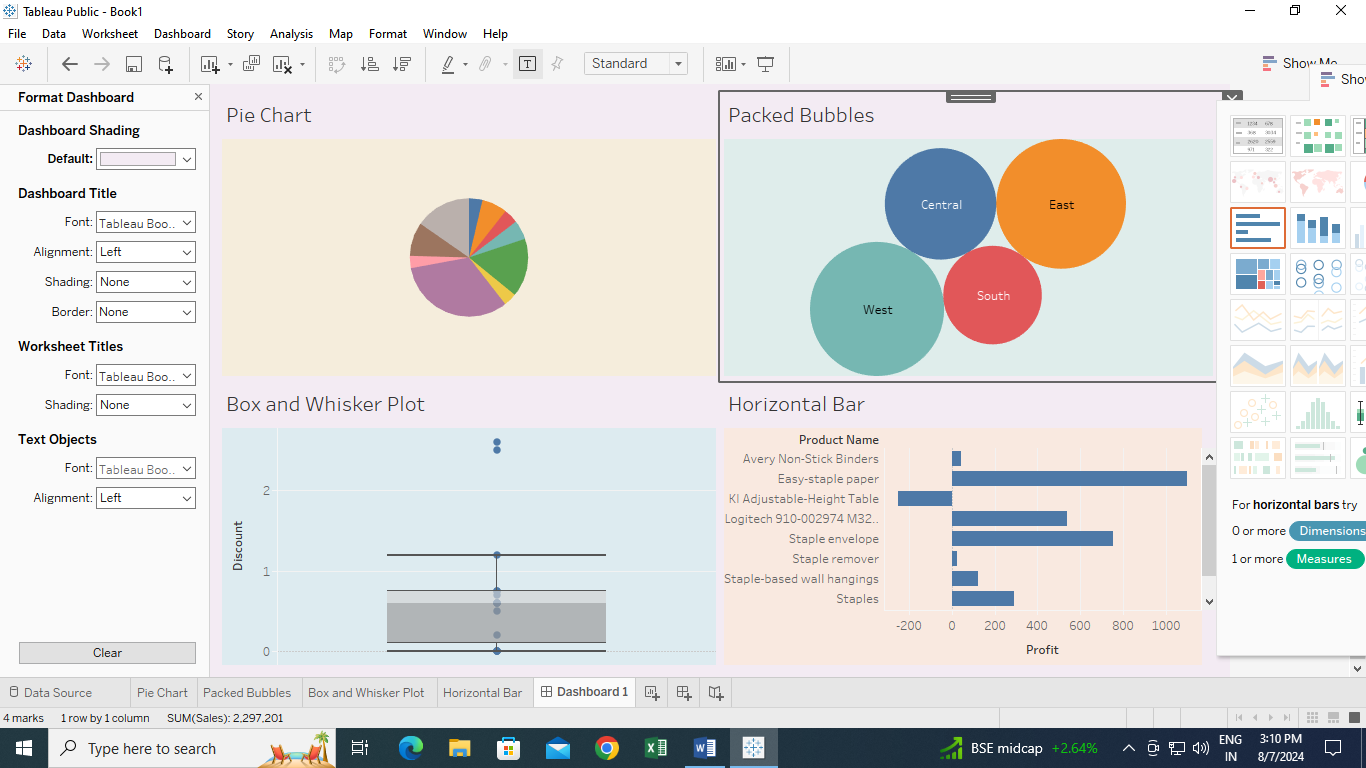 Tableau Public - Book1
File Data Worksheet Dashboard Story Analysis Map Format Window Help
Standard
Show Me
Format Dashboard
Dashboard Shading
Default:
Dashboard Title
Font: Tableau Boo..
Alignment: Left
Shading: None
Border: None
Worksheet Titles
Font: Tableau Boo..
Shading: None
Text Objects
Font: Tableau Boo..
Alignment: Left
Clear
Pie Chart
Packed Bubbles
Central
East
West
South
Box and Whisker Plot
Discount
2
1
0
Horizontal Bar
Product Name
Avery Non-Stick Binders
Easy-staple paper
KI Adjustable-Height Table
Logitech 910-002974 M32..
Staple envelope
Staple remover
Staple-based wall hangings
Staples
-200 0 200 400 600 800 1000
Profit
For horizontal bars try
0 or more Dimensions
1 or more Measures
Data Source Pie Chart Packed Bubbles Box and Whisker Plot Horizontal Bar Dashboard 1
4 marks 1 row by 1 column SUM(Sales): 2,297,201
Type here to search
BSE midcap +2.64%
ENG
IN
3:10 PM
8/7/2024